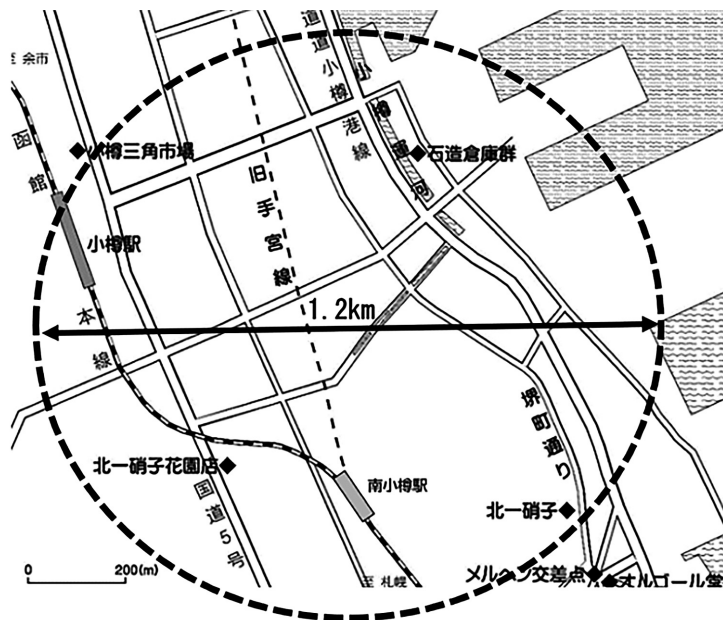 至 余市
函館本線
小樽三角市場
小樽駅
旧手宮線
道道小樽港線
小樽運河
石造倉庫群
1.2km
堺町通り
北一硝子花園店
国道5号
南小樽駅
北一硝子
メルヘン交差点
オルゴール堂
至 札幌
0
200(m)